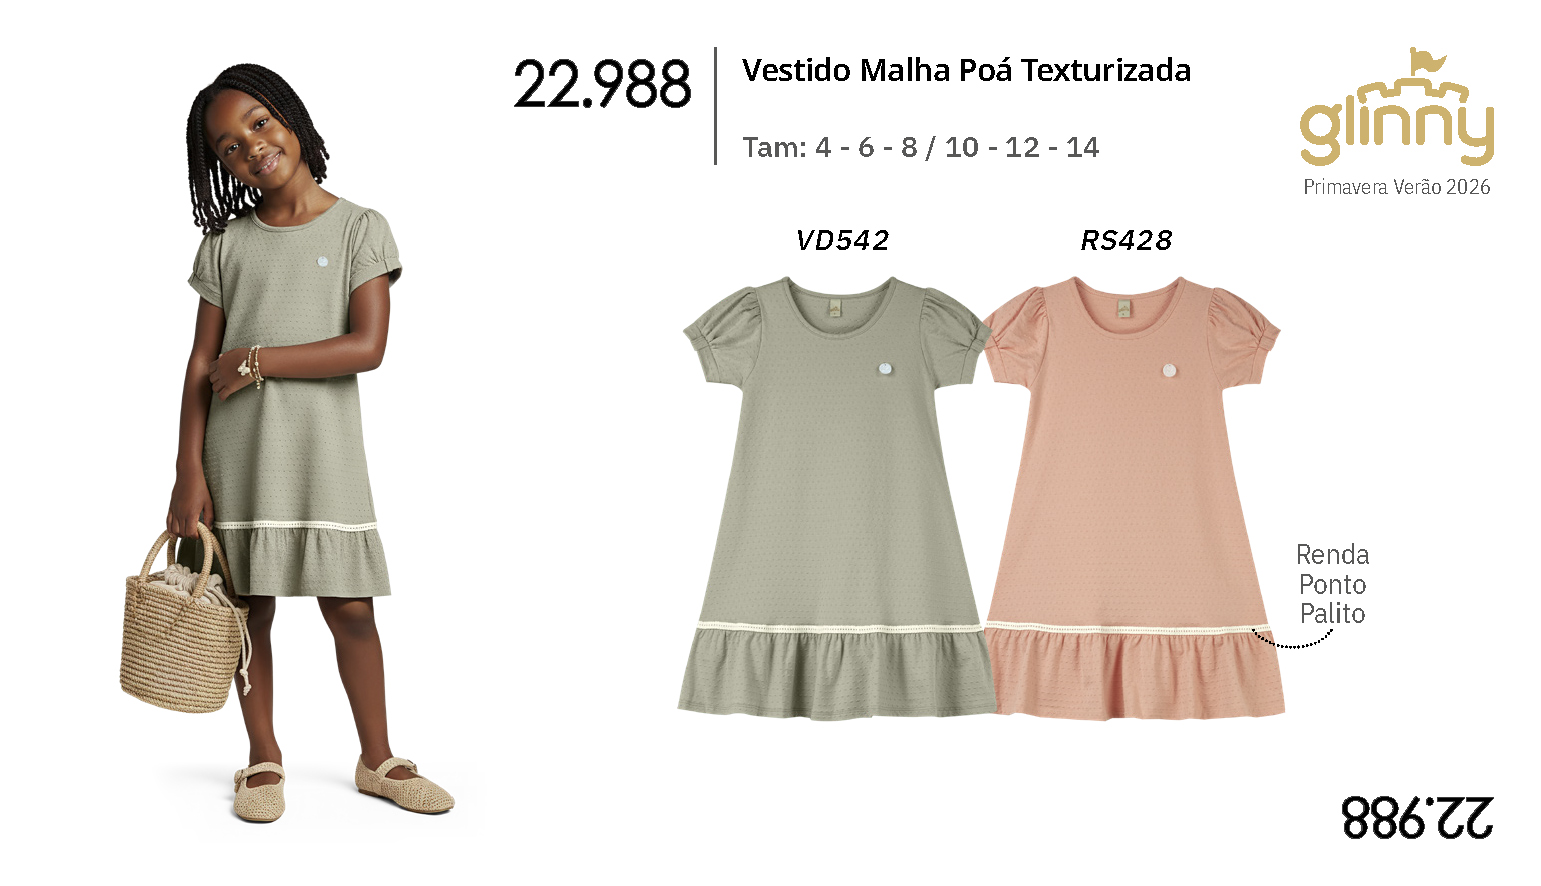 22.988
Vestido Malha Poá Texturizada
Tam: 4 - 6 - 8 / 10 - 12 - 14
glinny
Primavera Verão 2026
VD542
RS428
Renda
Ponto
Palito
22.988